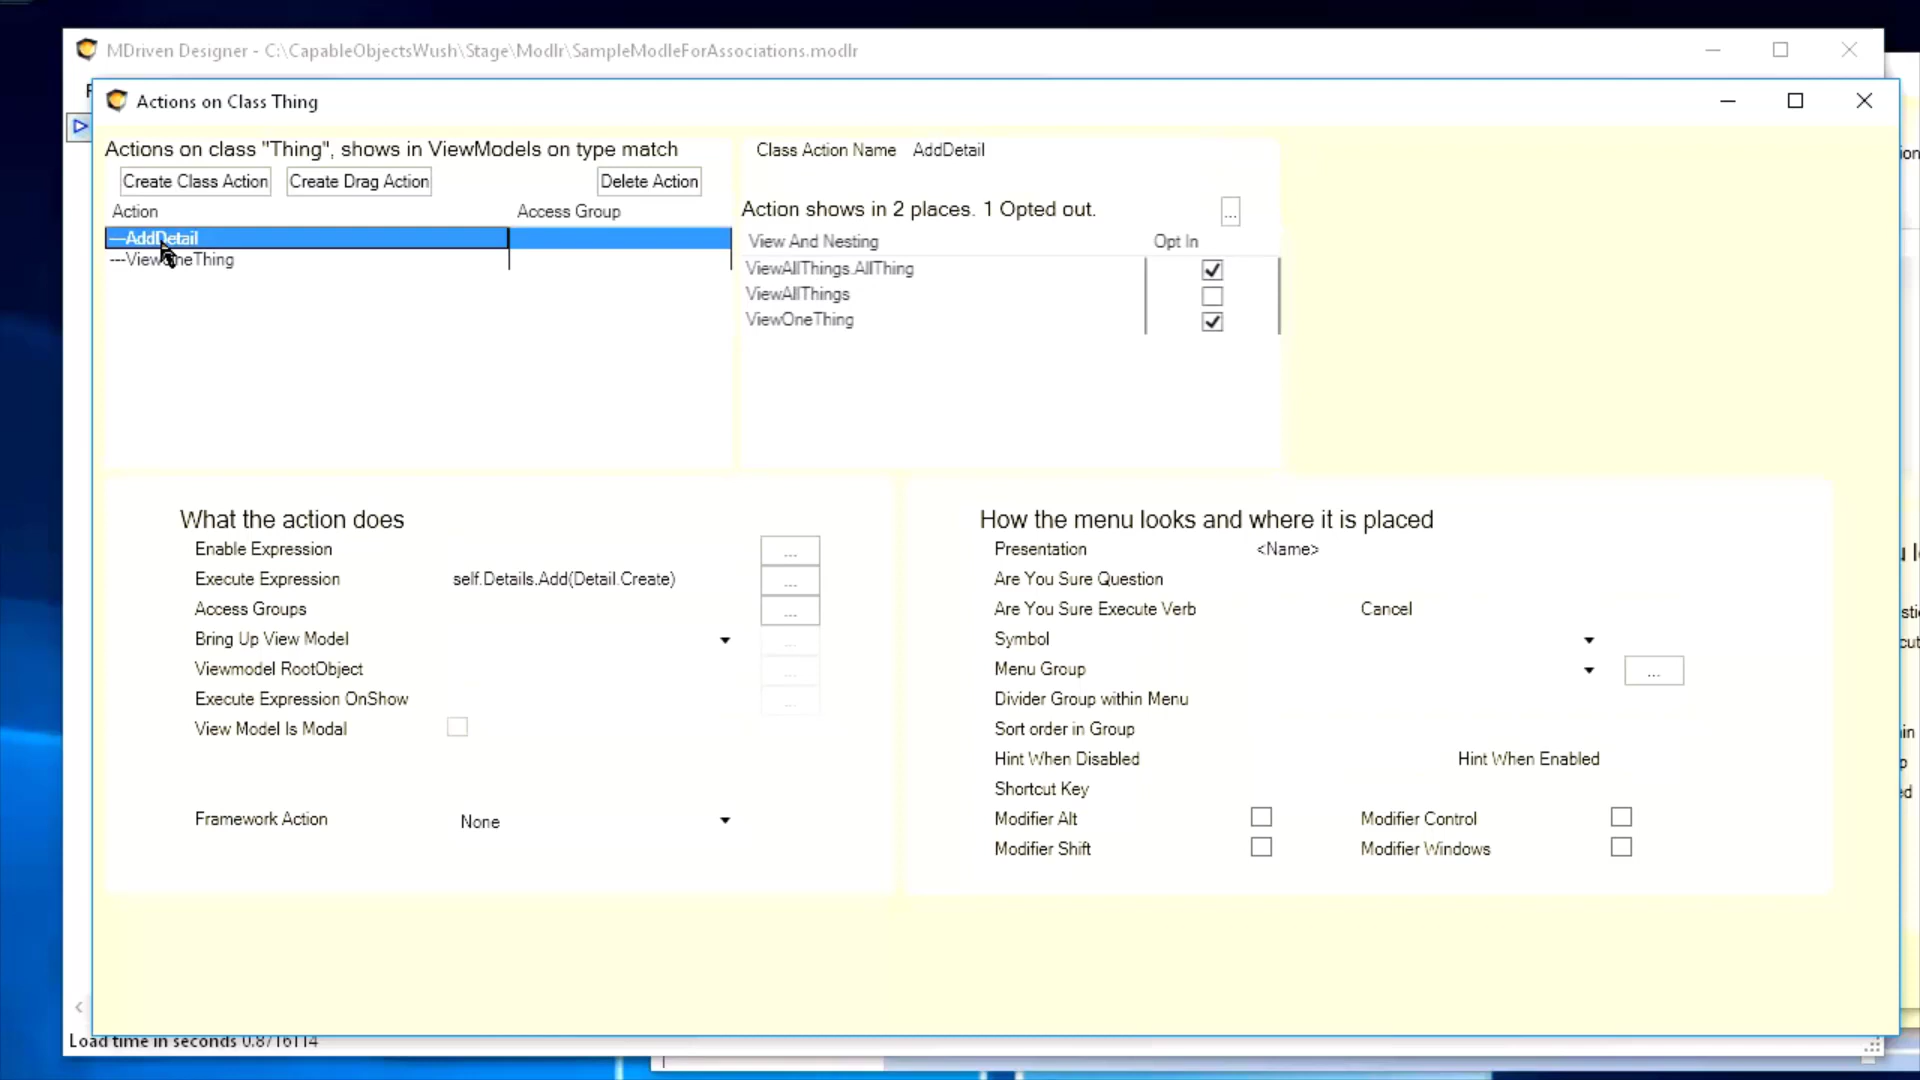 MDriven Designer - C:\CapableObjectsWush\Stage\Modlr\SampleModleForAssociations.modlr
Actions on Class Thing
Actions on class "Thing", shows in ViewModels on type match
Create Class Action Create Drag Action Delete Action
Action Access Group
---AddDetail
---ViewOneThing
Class Action Name AddDetail
Action shows in 2 places. 1 Opted out. ...
View And Nesting Opt In
ViewAllThings.AllThing
ViewAllThings
ViewOneThing
What the action does
Enable Expression ...
Execute Expression self.Details.Add(Detail.Create) ...
Access Groups ...
Bring Up View Model ...
Viewmodel RootObject ...
Execute Expression OnShow ...
View Model Is Modal
Framework Action None
How the menu looks and where it is placed
Presentation <Name>
Are You Sure Question
Are You Sure Execute Verb Cancel
Symbol
Menu Group ...
Divider Group within Menu
Sort order in Group
Hint When Disabled Hint When Enabled
Shortcut Key
Modifier Alt Modifier Control
Modifier Shift Modifier Windows
Load time in seconds 0.8716114